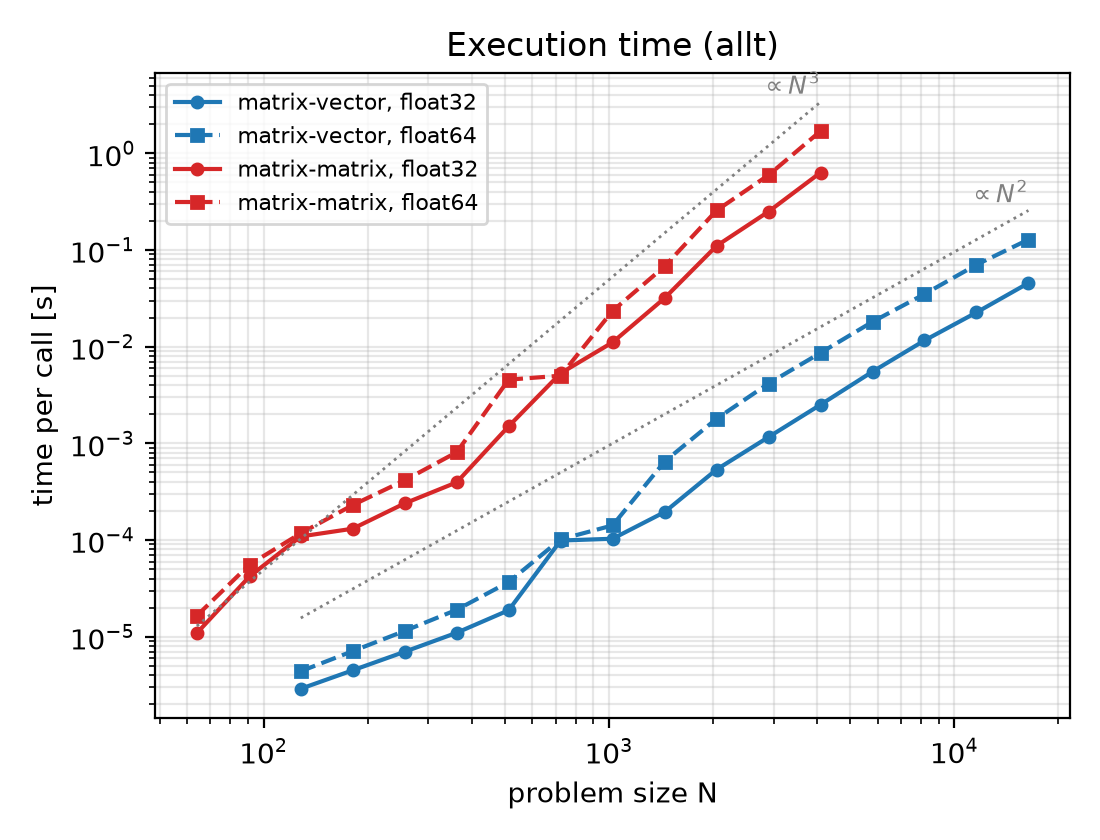 Execution time (allt)
matrix-vector, float32
matrix-vector, float64
matrix-matrix, float32
matrix-matrix, float64
∝ N³
∝ N²
time per call [s]
10⁰
10⁻¹
10⁻²
10⁻³
10⁻⁴
10⁻⁵
10² 10³ 10⁴
problem size N